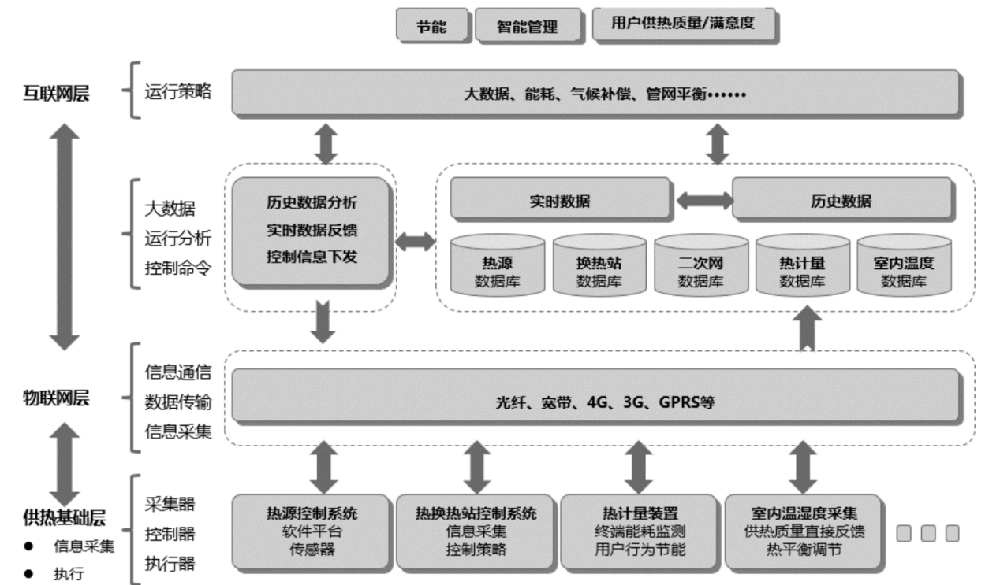 节能
智能管理
用户供热质量/满意度
互联网层
运行策略
大数据、能耗、气候补偿、管网平衡••••••
大数据
运行分析
控制命令
历史数据分析
实时数据反馈
控制信息下发
实时数据
历史数据
热源
数据库
换热站
数据库
二次网
数据库
热计量
数据库
室内温度
数据库
物联网层
信息通信
数据传输
信息采集
光纤、宽带、4G、3G、GPRS等
供热基础层
● 信息采集
● 执行
采集器
控制器
执行器
热源控制系统
软件平台
传感器
热换热站控制系统
信息采集
控制策略
热计量装置
终端能耗监测
用户行为节能
室内温湿度采集
供热质量直接反馈
热平衡调节